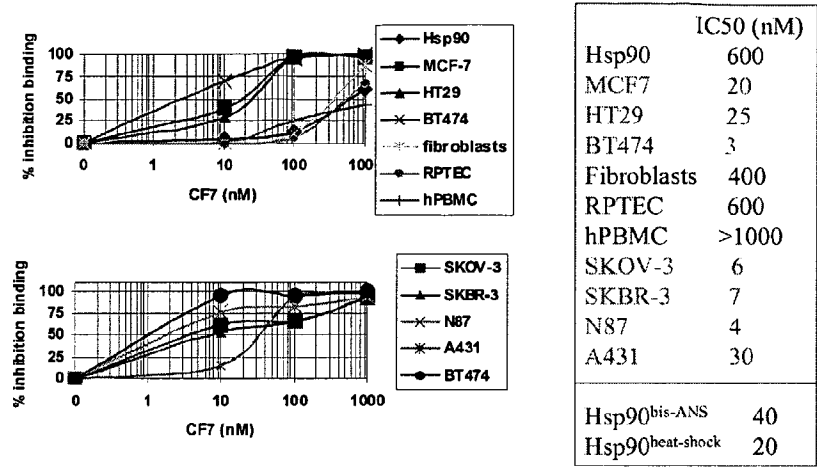 % inhibition binding
100
75
50
25
0
0 1 10 100 100
CF7 (nM)
Hsp90
MCF-7
HT29
BT474
fibroblasts
RPTEC
hPBMC
% inhibition binding
100
75
50
25
0
0 1 10 100 1000
CF7 (nM)
SKOV-3
SKBR-3
N87
A431
BT474
IC50 (nM)
Hsp90 600
MCF7 20
HT29 25
BT474 3
Fibroblasts 400
RPTEC 600
hPBMC >1000
SKOV-3 6
SKBR-3 7
N87 4
A431 30
Hsp90bis-ANS 40
Hsp90heat-shock 20